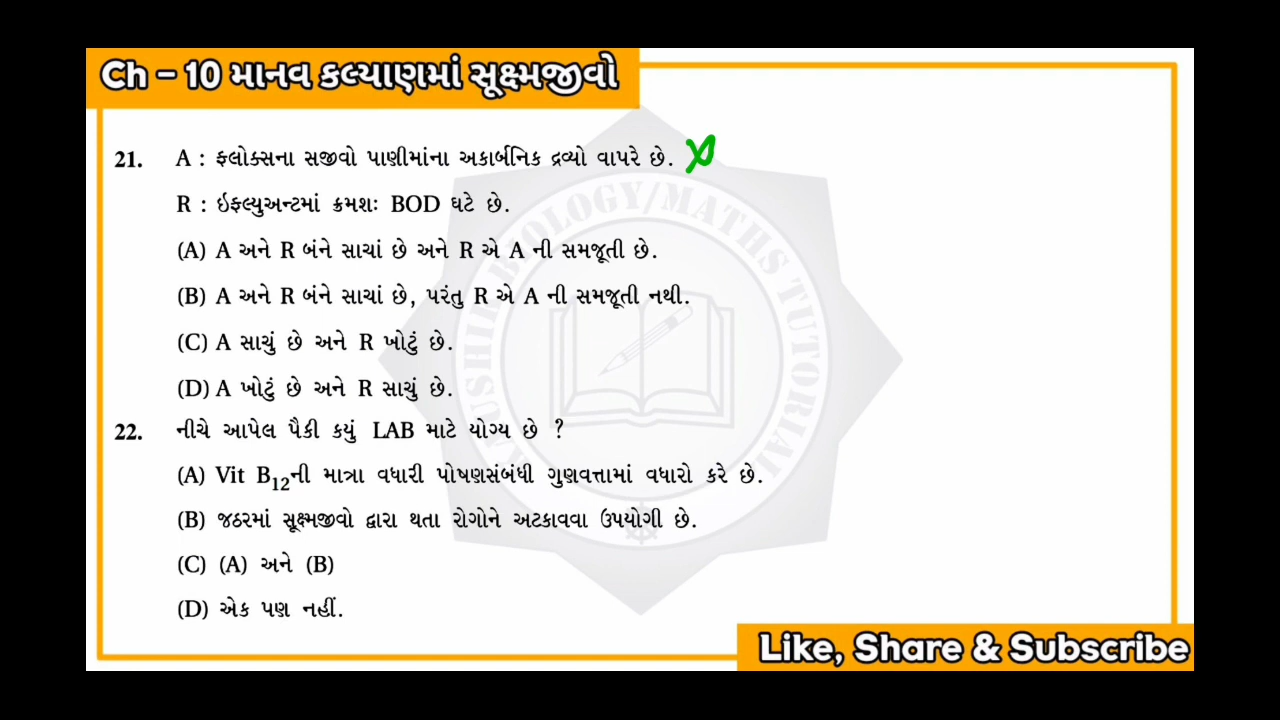 Ch – 10 માનવ કલ્યાણમાં સૂક્ષ્મજીવો
21. A : ફ્લોક્સના સજીવો પાણીમાંના અકાર્બનિક દ્રવ્યો વાપરે છે.
R : ઇફ્લ્યુઅન્ટમાં ક્રમશઃ BOD ઘટે છે.
(A) A અને R બંને સાચાં છે અને R એ A ની સમજૂતી છે.
(B) A અને R બંને સાચાં છે, પરંતુ R એ A ની સમજૂતી નથી.
(C) A સાચું છે અને R ખોટું છે.
(D) A ખોટું છે અને R સાચું છે.
22. નીચે આપેલ પૈકી કયું LAB માટે યોગ્ય છે ?
(A) Vit B12ની માત્રા વધારી પોષણસંબંધી ગુણવત્તામાં વધારો કરે છે.
(B) જઠરમાં સૂક્ષ્મજીવો દ્વારા થતા રોગોને અટકાવવા ઉપયોગી છે.
(C) (A) અને (B)
(D) એક પણ નહીં.
Like, Share & Subscribe